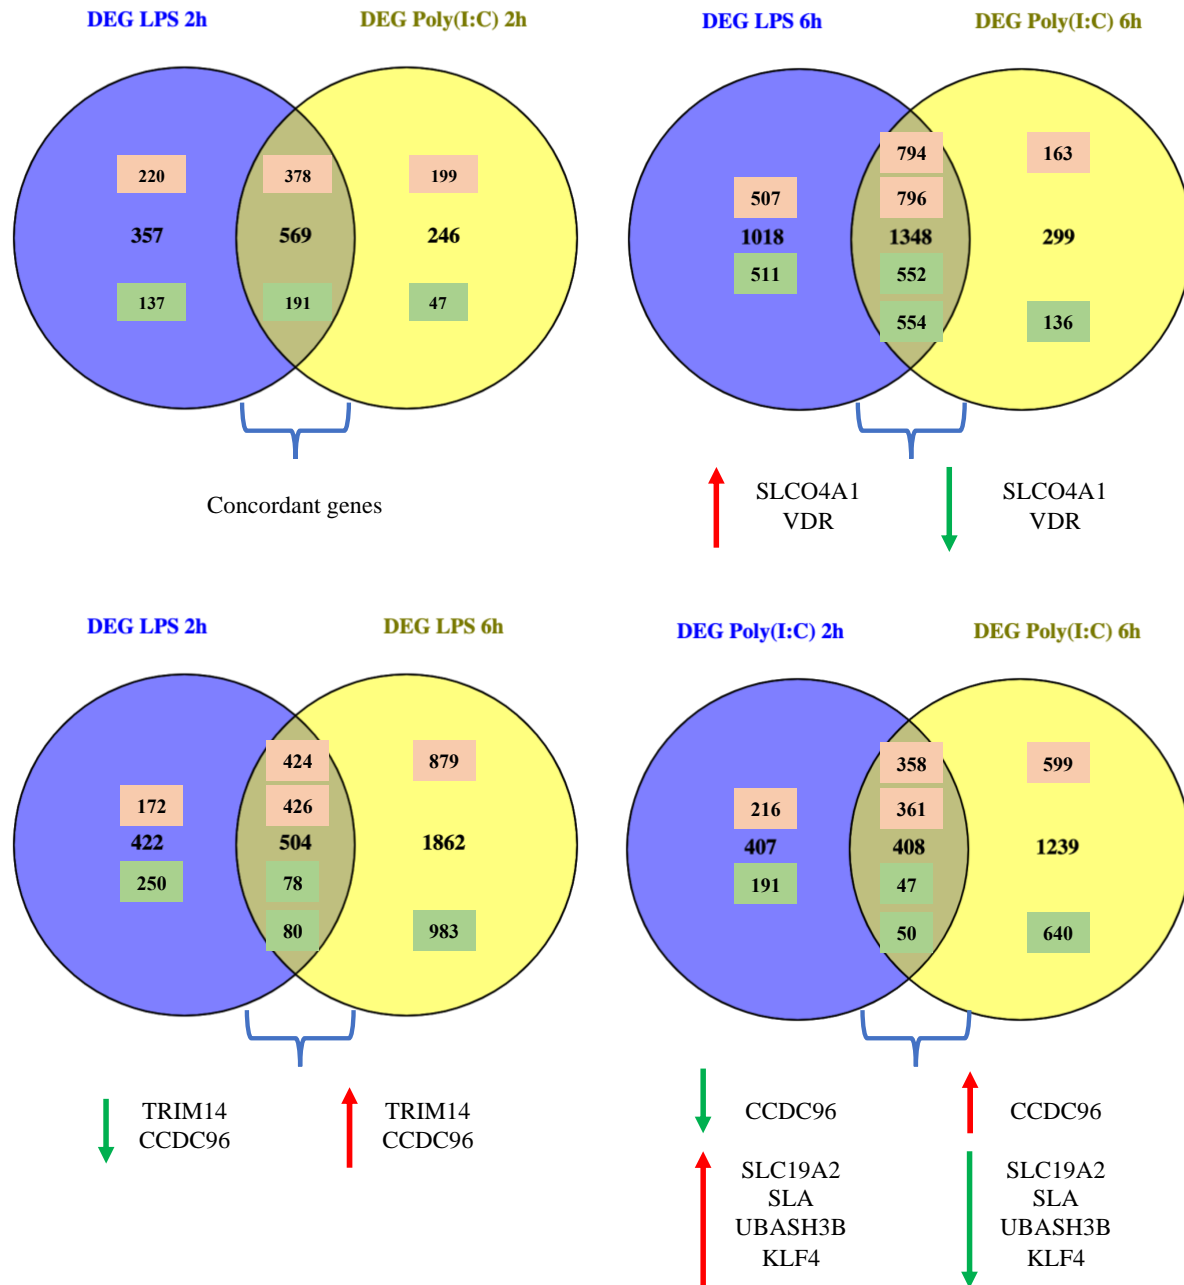 DEG LPS 2h
DEG Poly(I:C) 2h
220
378
199
357
569
246
137
191
47
Concordant genes
DEG LPS 6h
DEG Poly(I:C) 6h
794
163
507
796
1018
1348
299
511
552
554
136
SLCO4A1
VDR
SLCO4A1
VDR
DEG LPS 2h
DEG LPS 6h
424
879
172
426
422
504
1862
250
78
80
983
TRIM14
CCDC96
TRIM14
CCDC96
DEG Poly(I:C) 2h
DEG Poly(I:C) 6h
358
599
216
361
407
408
1239
191
47
50
640
CCDC96
CCDC96
SLC19A2
SLA
UBASH3B
KLF4
SLC19A2
SLA
UBASH3B
KLF4